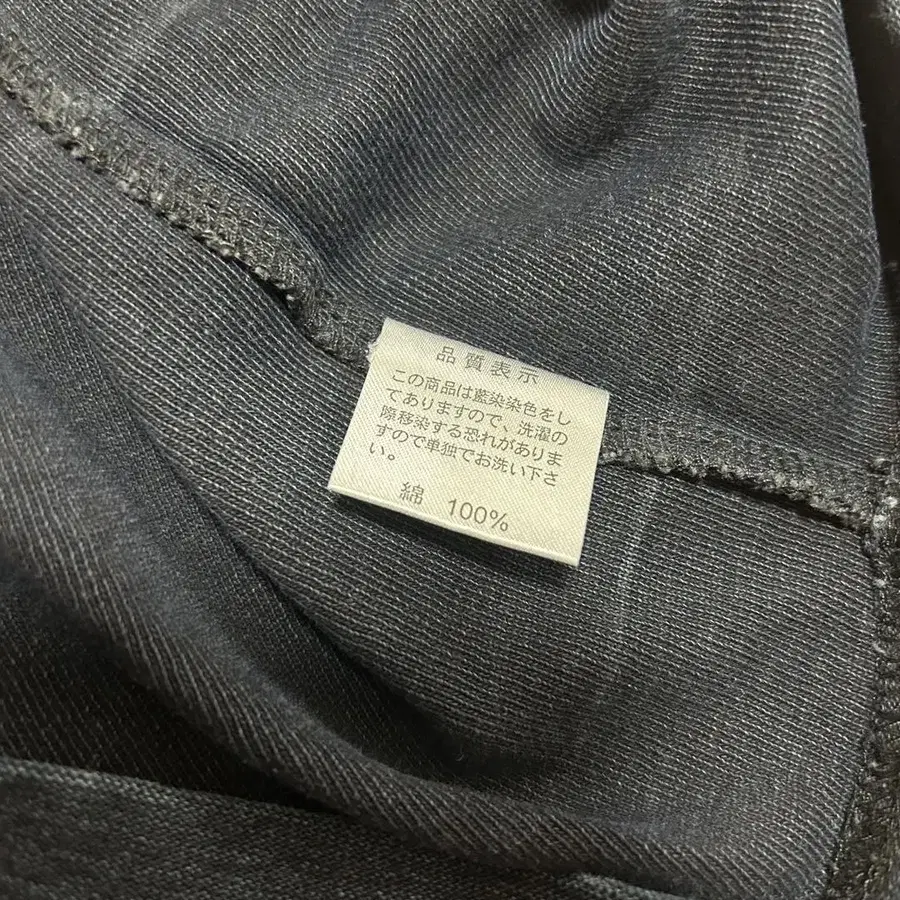 品質表示
この商品は藍染染色をし
てありますので、洗濯の
際移染する恐れがありま
すので単独でお洗い下さ
い。
綿 100%